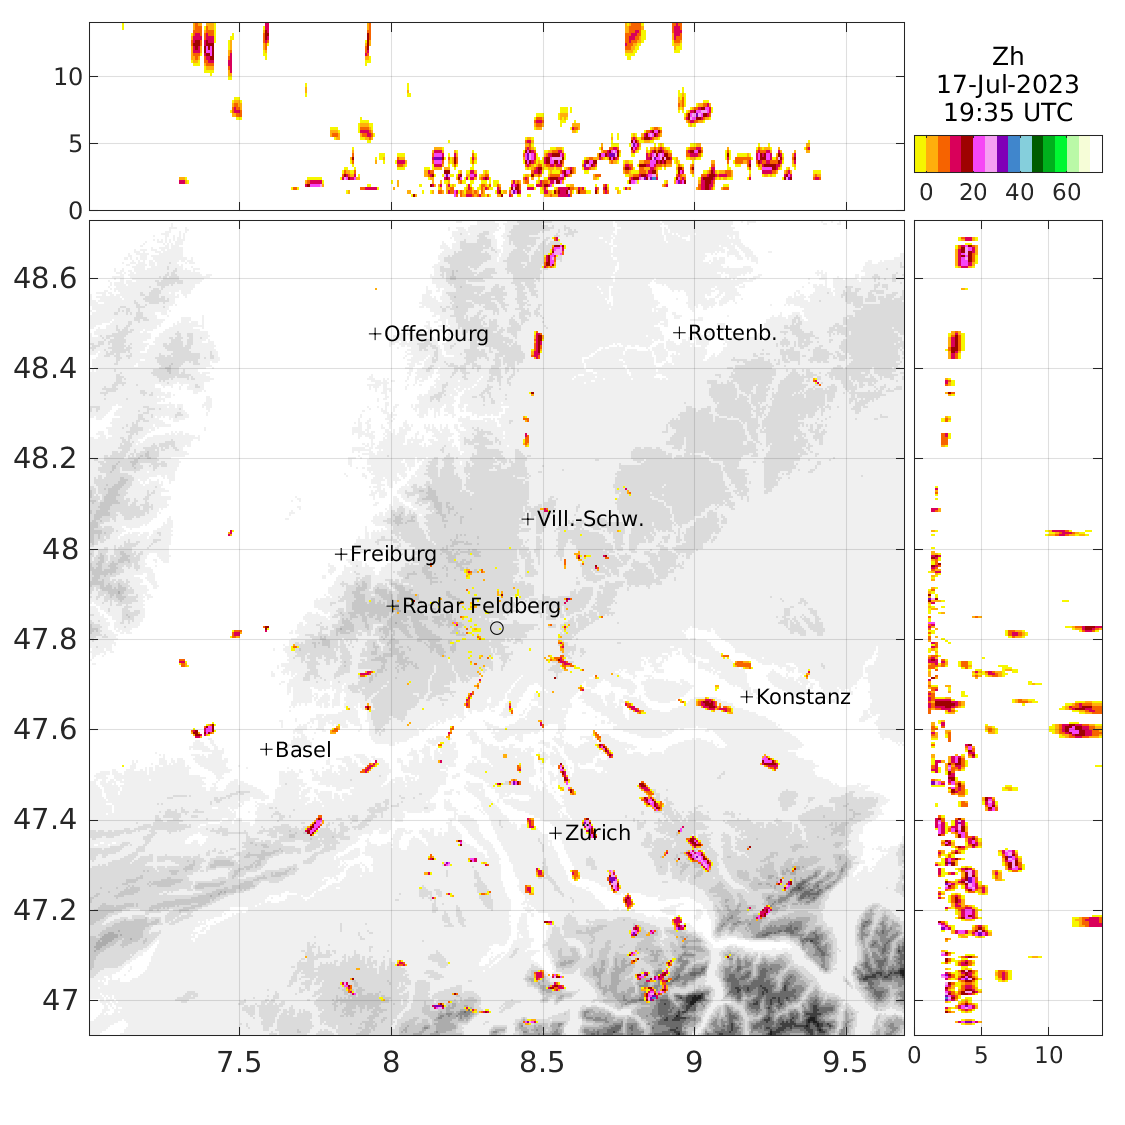 10
5
0
Zh
17-Jul-2023
19:35 UTC
0 20 40 60
48.6
48.4
48.2
48
47.8
47.6
47.4
47.2
47
+Offenburg
+Rottenb.
+Vill.-Schw.
+Freiburg
+Radar Feldberg
+Konstanz
+Basel
+Zürich
7.5 8 8.5 9 9.5
0 5 10